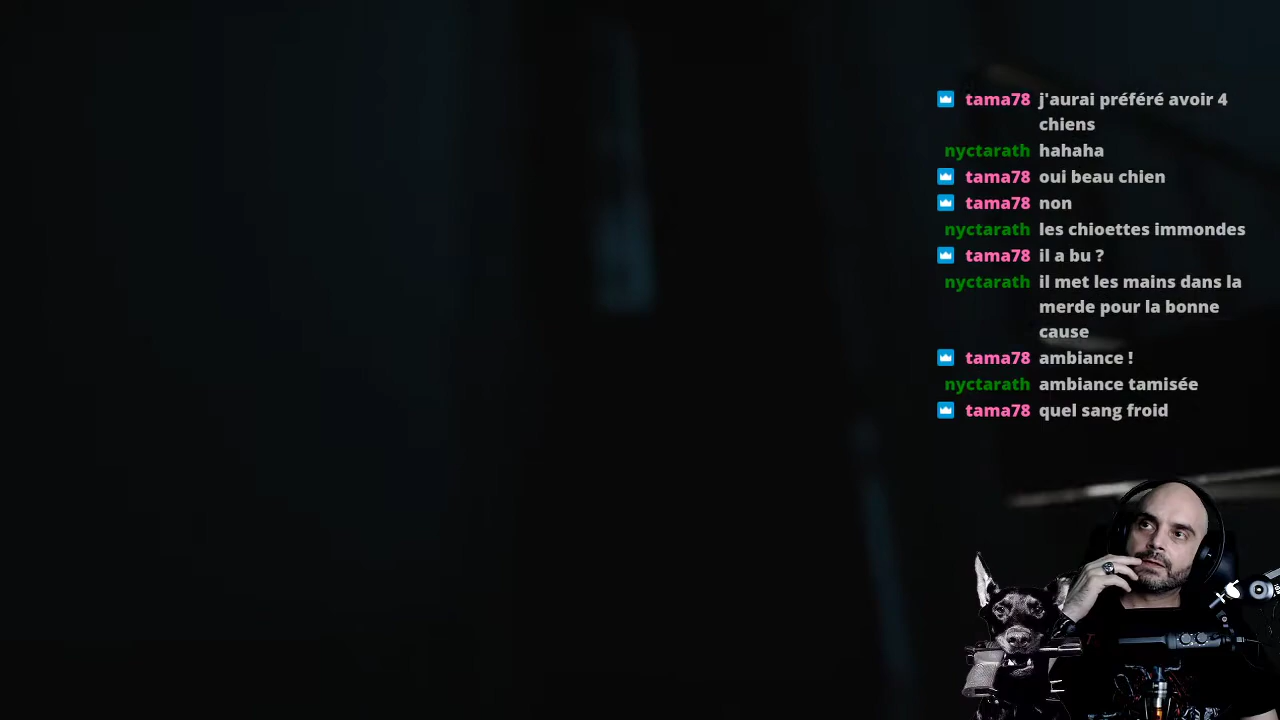 tama78 j'aurai préféré avoir 4
chiens
nyctarath hahaha
tama78 oui beau chien
tama78 non
nyctarath les chioettes immondes
tama78 il a bu ?
nyctarath il met les mains dans la
merde pour la bonne
cause
tama78 ambiance !
nyctarath ambiance tamisée
tama78 quel sang froid